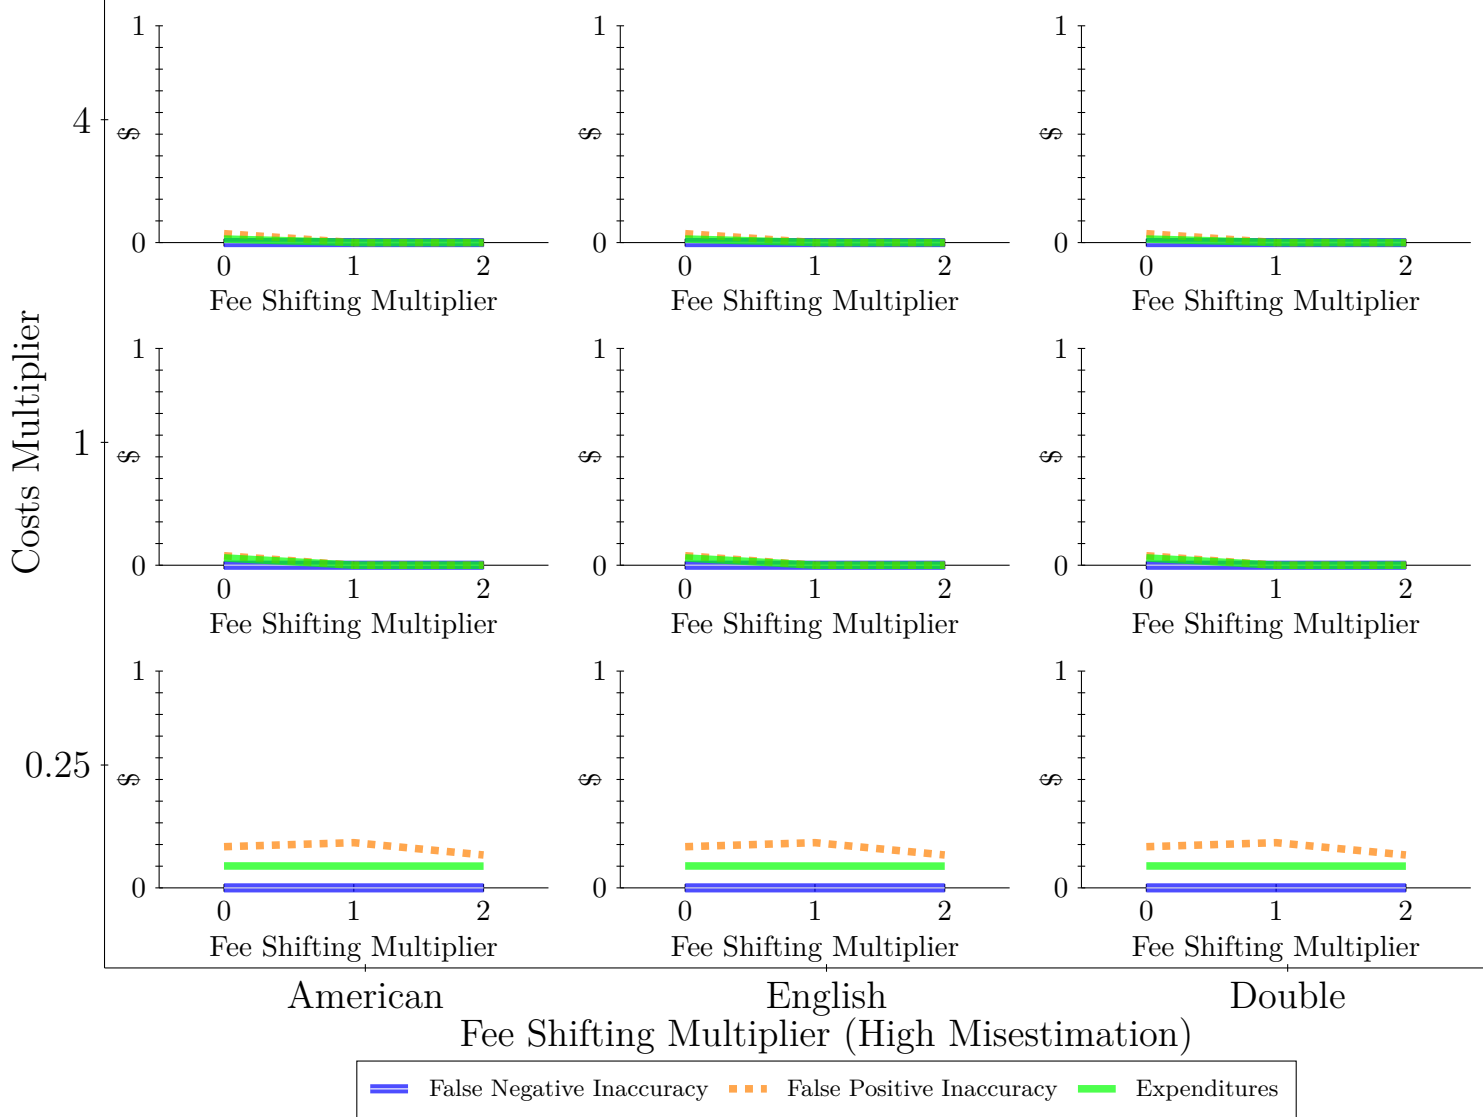 Costs Multiplier
4
1
$
0
0 1 2
Fee Shifting Multiplier
1
$
0
0 1 2
Fee Shifting Multiplier
1
$
0
0 1 2
Fee Shifting Multiplier
1
1
$
0
0 1 2
Fee Shifting Multiplier
1
$
0
0 1 2
Fee Shifting Multiplier
1
$
0
0 1 2
Fee Shifting Multiplier
0.25
1
$
0
0 1 2
Fee Shifting Multiplier
1
$
0
0 1 2
Fee Shifting Multiplier
1
$
0
0 1 2
Fee Shifting Multiplier
American English Double
Fee Shifting Multiplier (High Misestimation)
False Negative Inaccuracy False Positive Inaccuracy Expenditures